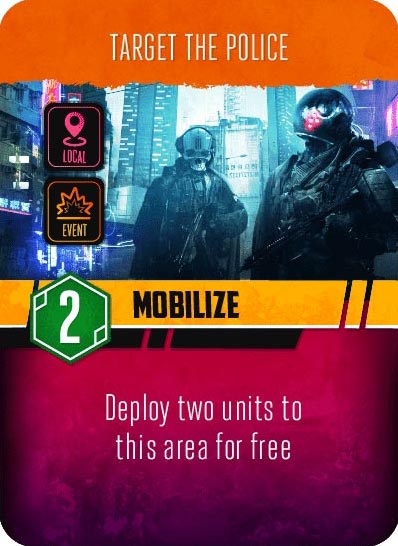 TARGET THE POLICE
LOCAL
EVENT
2 MOBILIZE
Deploy two units to
this area for free